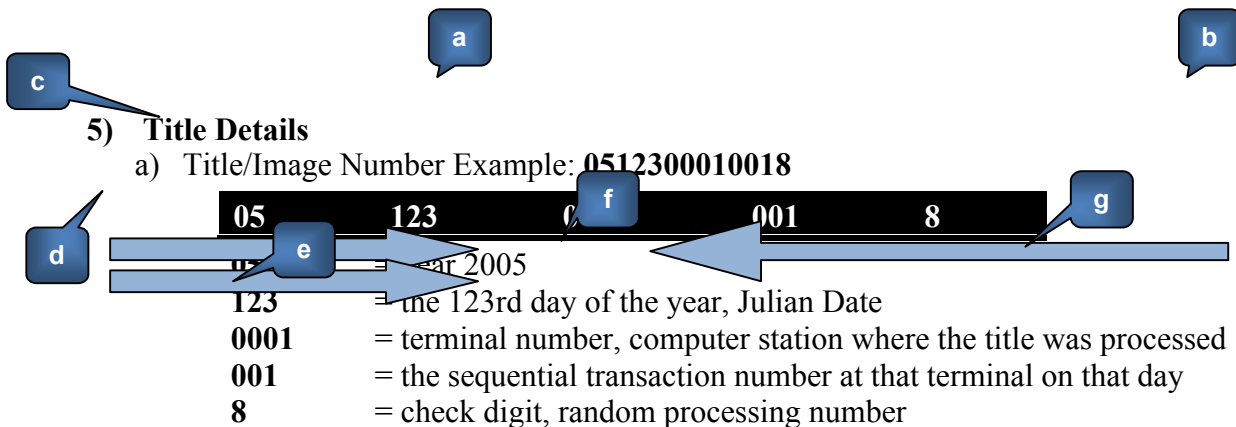 a b
c
5) Title Details
a) Title/Image Number Example: 0512300010018
f g
05 123 001 8
d e
= year 2005
123 = the 123rd day of the year, Julian Date
0001 = terminal number, computer station where the title was processed
001 = the sequential transaction number at that terminal on that day
8 = check digit, random processing number